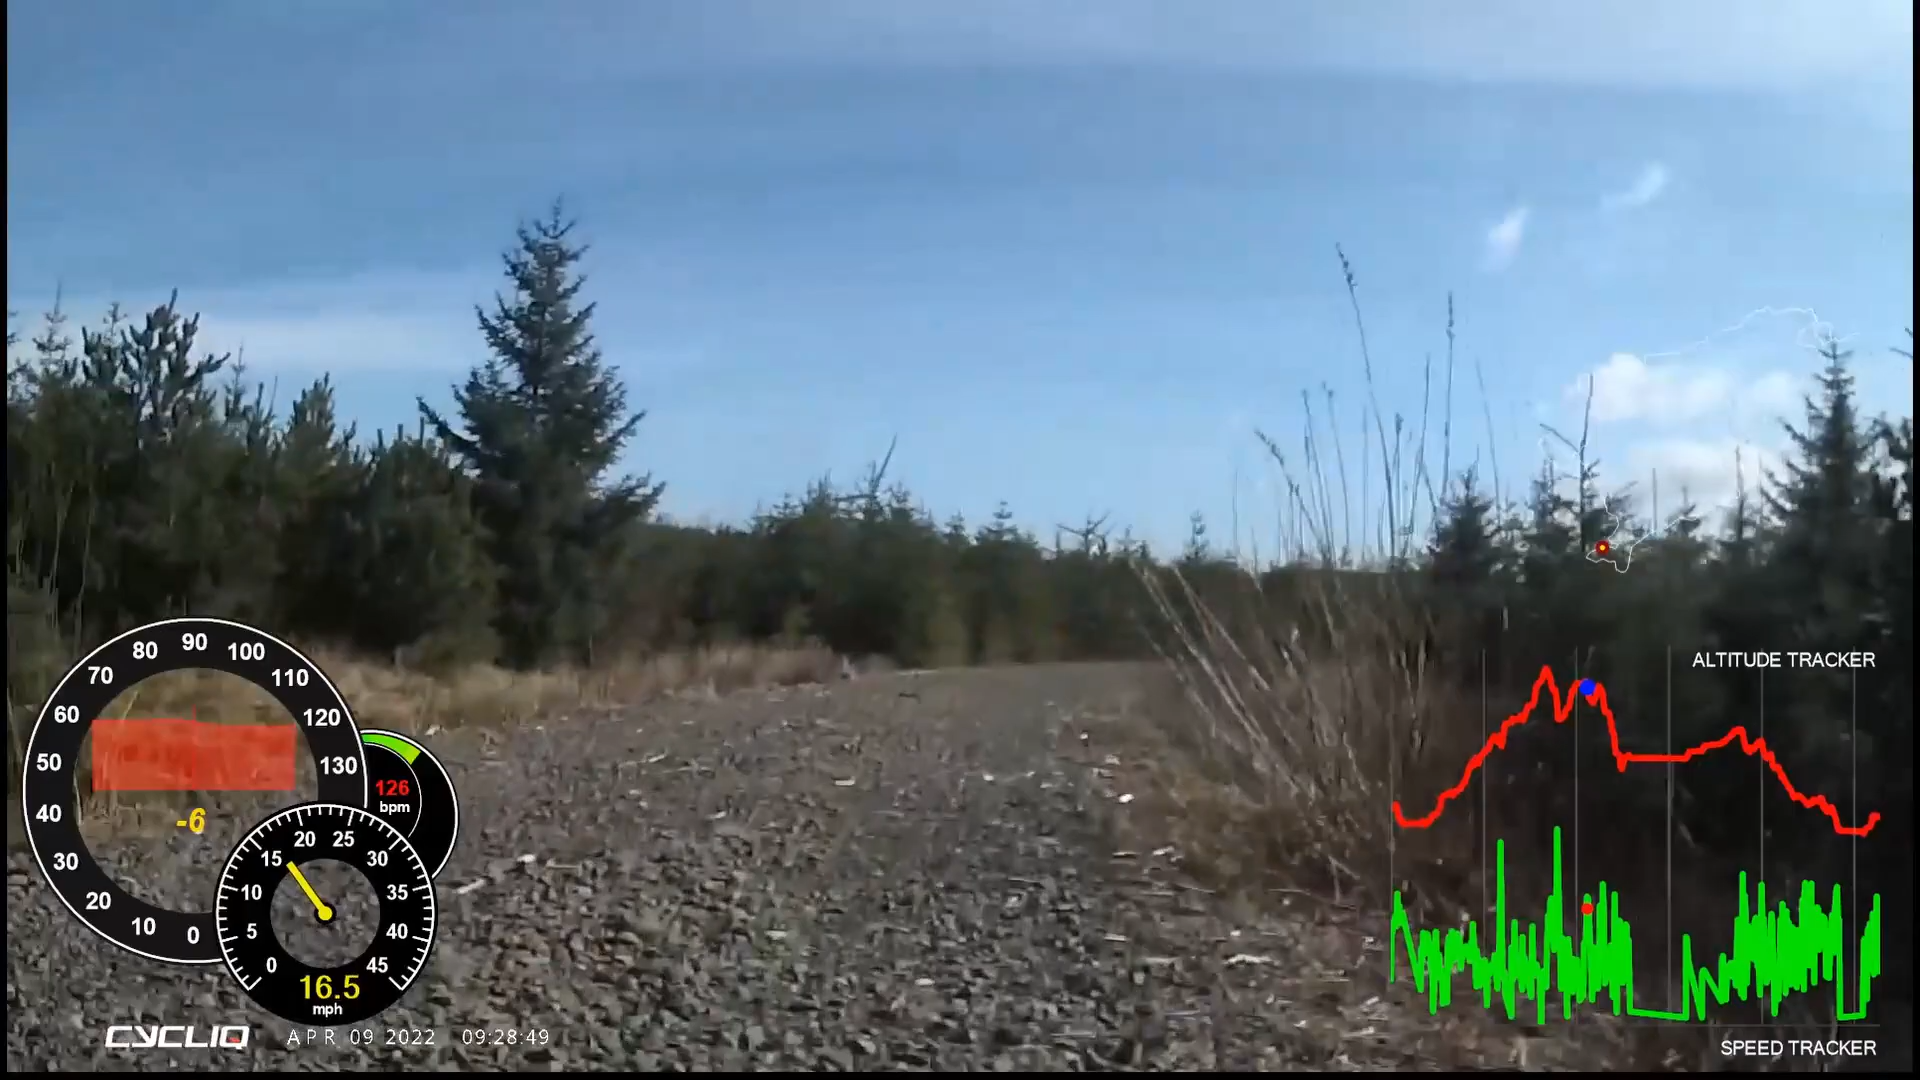 ALTITUDE TRACKER
0 10 20 30 40 50 60 70 80 90 100 110 120 130
-6
126
bpm
0 5 10 15 20 25 30 35 40 45
16.5
mph
CYCLIQ APR 09 2022 09:28:49
SPEED TRACKER